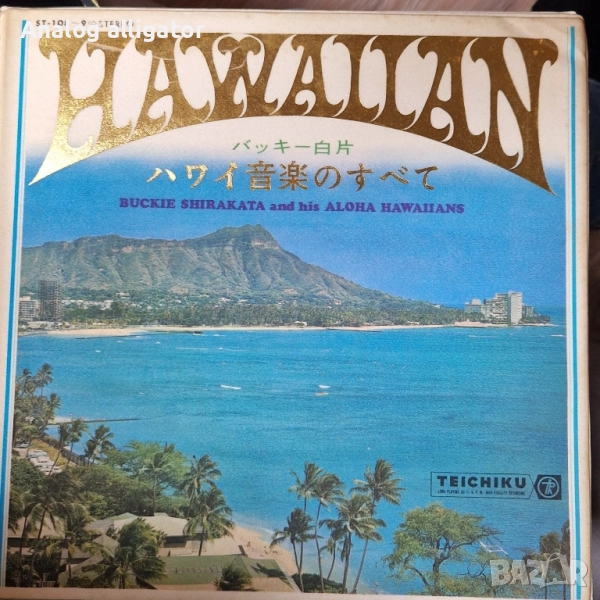 Analog alligator
HAWAIIAN
バッキー白片
ハワイ音楽のすべて
BUCKIE SHIRAKATA and his ALOHA HAWAIIANS
TEICHIKU
BAZAR